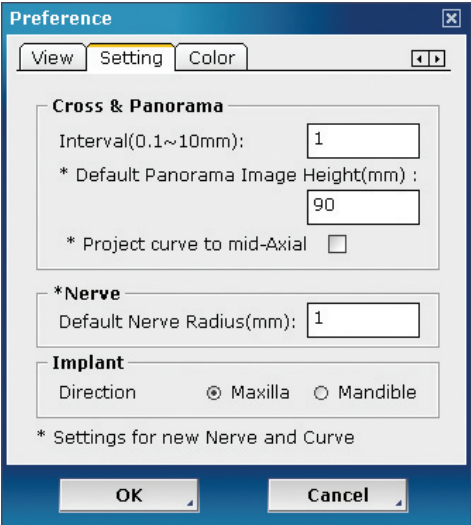 Preference
View Setting Color
Cross & Panorama
Interval(0.1~10mm): 1
* Default Panorama Image Height(mm) :
90
* Project curve to mid-Axial
*Nerve
Default Nerve Radius(mm): 1
Implant
Direction Maxilla Mandible
* Settings for new Nerve and Curve
OK Cancel